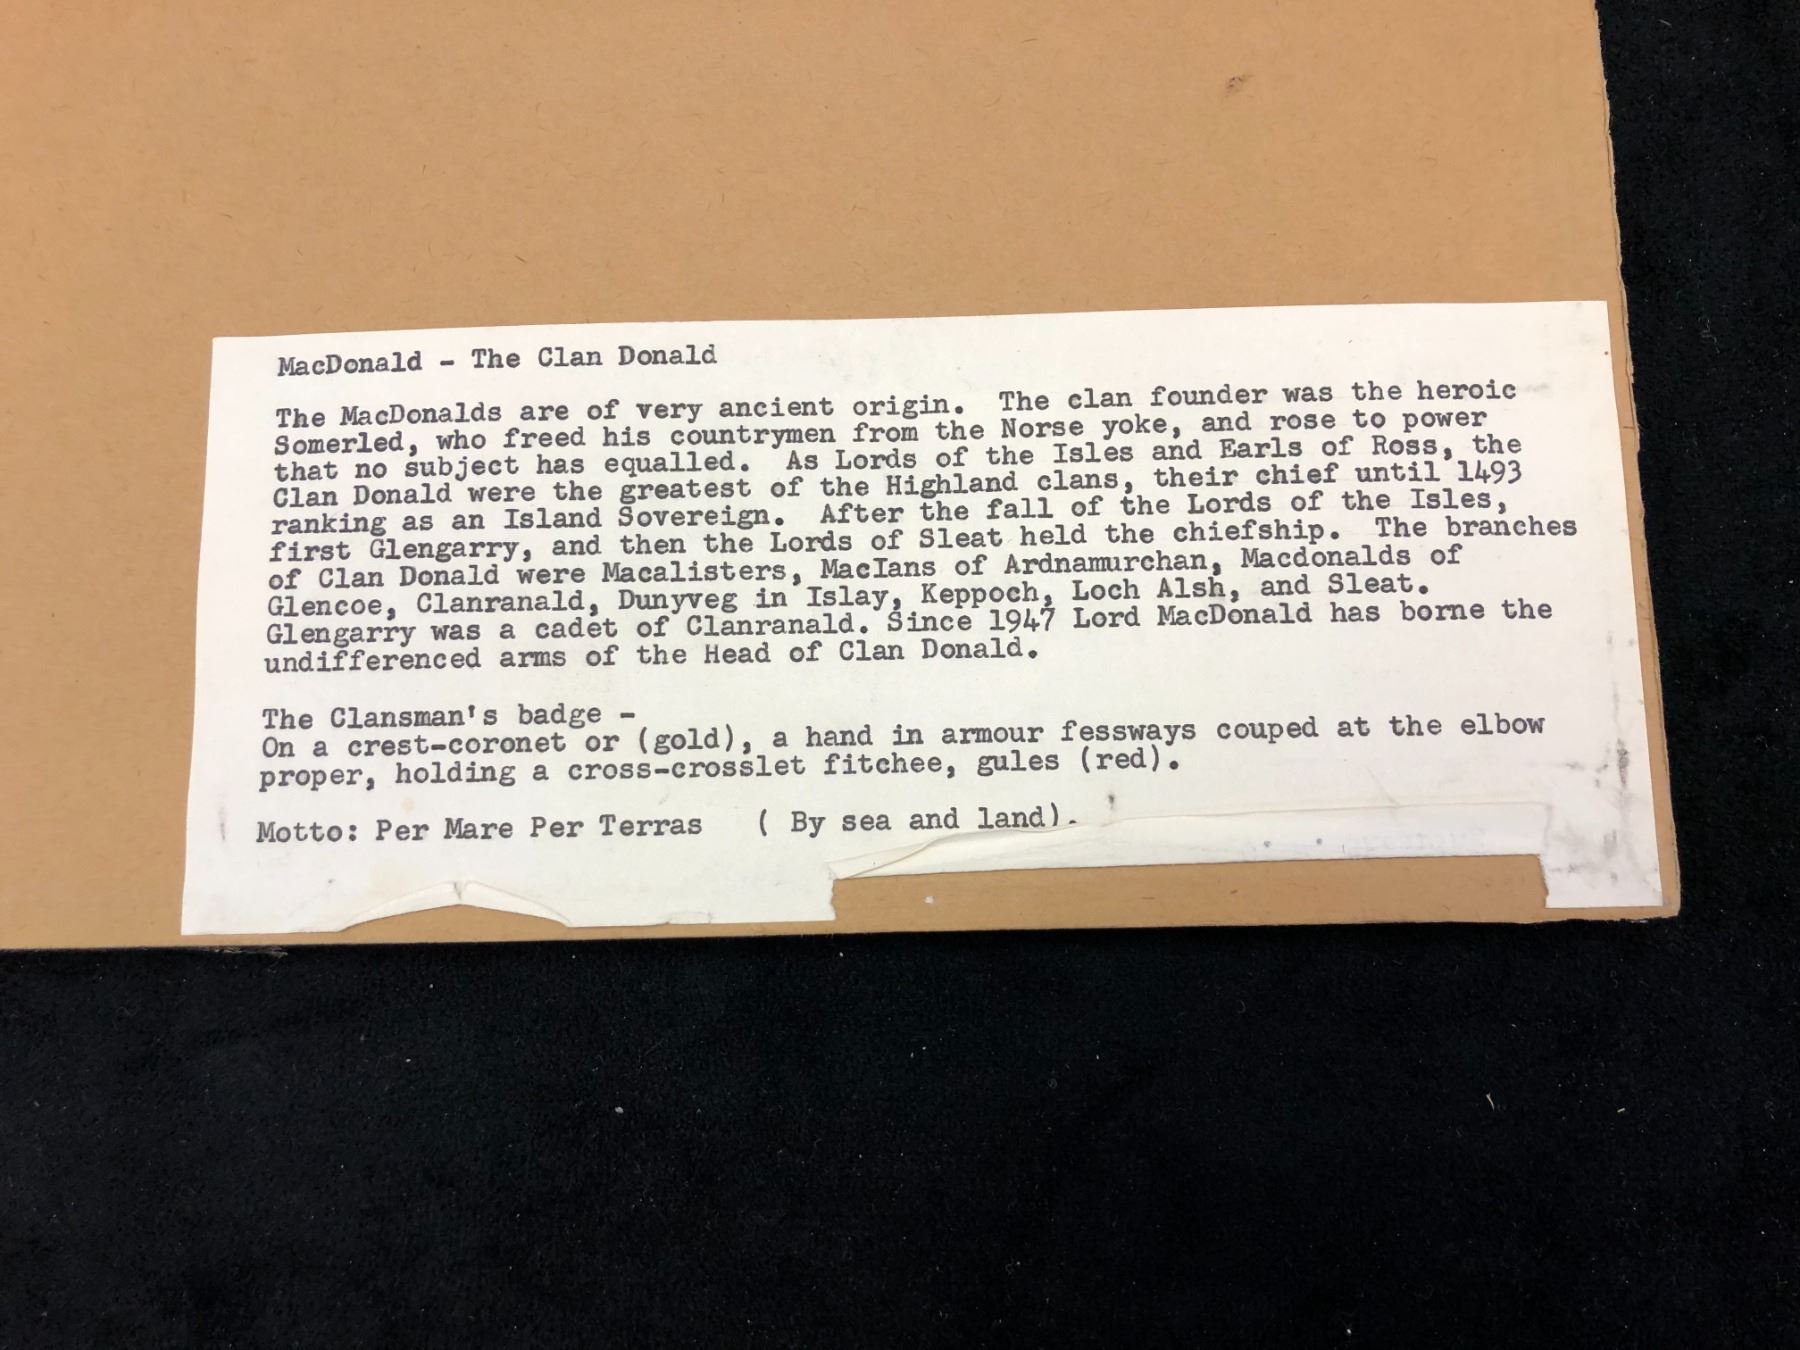 MacDonald - The Clan Donald
The MacDonalds are of very ancient origin. The clan founder was the heroic
Somerled, who freed his countrymen from the Norse yoke, and rose to power
that no subject has equalled. As Lords of the Isles and Earls of Ross, the
Clan Donald were the greatest of the Highland clans, their chief until 1493
ranking as an Island Sovereign. After the fall of the Lords of the Isles,
first Glengarry, and then the Lords of Sleat held the chiefship. The branches
of Clan Donald were Macalisters, MacIans of Ardnamurchan, Macdonalds of
Glencoe, Clanranald, Dunyveg in Islay, Keppoch, Loch Alsh, and Sleat.
Glengarry was a cadet of Clanranald. Since 1947 Lord MacDonald has borne the
undifferenced arms of the Head of Clan Donald.
The Clansman's badge -
On a crest-coronet or (gold), a hand in armour fessways couped at the elbow
proper, holding a cross-crosslet fitchee, gules (red).
Motto: Per Mare Per Terras ( By sea and land).